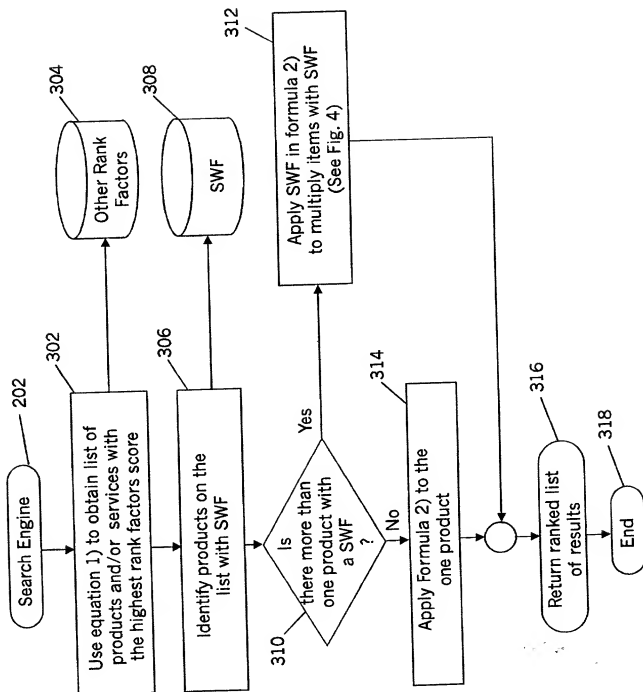 Search Engine
202
Use equation 1) to obtain list of
products and/or services with
the highest rank factors score
302
Other Rank
Factors
304
Identify products on the
list with SWF
306
SWF
308
Is
there more than
one product with
a SWF
?
310
Yes
No
Apply SWF in formula 2)
to multiply items with SWF
(See Fig. 4)
312
Apply Formula 2) to the
one product
314
Return ranked list
of results
316
End
318